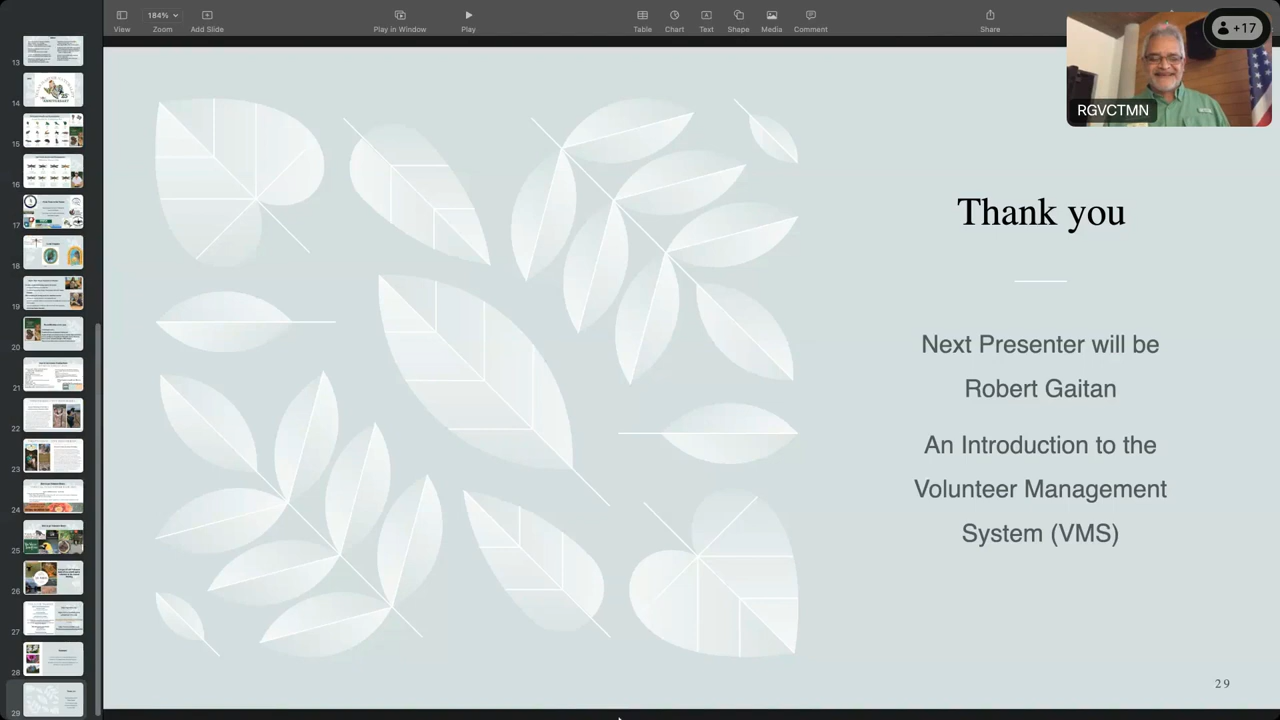 184%
View
Zoom
Add Slide
Play in Window
Play
Table
Chart
Text
Shape
Media
Comment
Share
+17
RGVCTMN
Thank you
Next Presenter will be
Robert Gaitan
An Introduction to the
Volunteer Management
System (VMS)
29
13
14
15
16
17
18
19
20
21
22
23
24
25
26
27
28
29